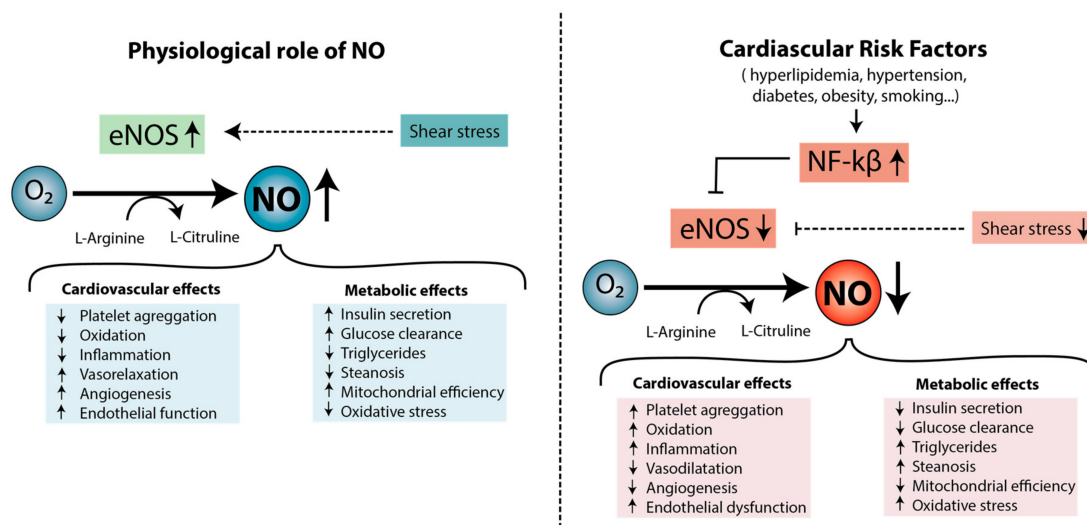 Physiological role of NO
eNOS ↑
Shear stress
O₂
NO ↑
L-Arginine
L-Citruline
Cardiovascular effects
↓ Platelet agreggation
↓ Oxidation
↓ Inflammation
↑ Vasorelaxation
↑ Angiogenesis
↑ Endothelial function
Metabolic effects
↑ Insulin secretion
↑ Glucose clearance
↓ Triglycerides
↓ Steanosis
↑ Mitochondrial efficiency
↓ Oxidative stress
Cardiascular Risk Factors
( hyperlipidemia, hypertension,
diabetes, obesity, smoking...)
NF-kβ ↑
eNOS ↓
Shear stress ↓
O₂
NO ↓
L-Arginine
L-Citruline
Cardiovascular effects
↑ Platelet agreggation
↑ Oxidation
↑ Inflammation
↓ Vasodilatation
↓ Angiogenesis
↑ Endothelial dysfunction
Metabolic effects
↓ Insulin secretion
↓ Glucose clearance
↑ Triglycerides
↑ Steanosis
↓ Mitochondrial efficiency
↑ Oxidative stress